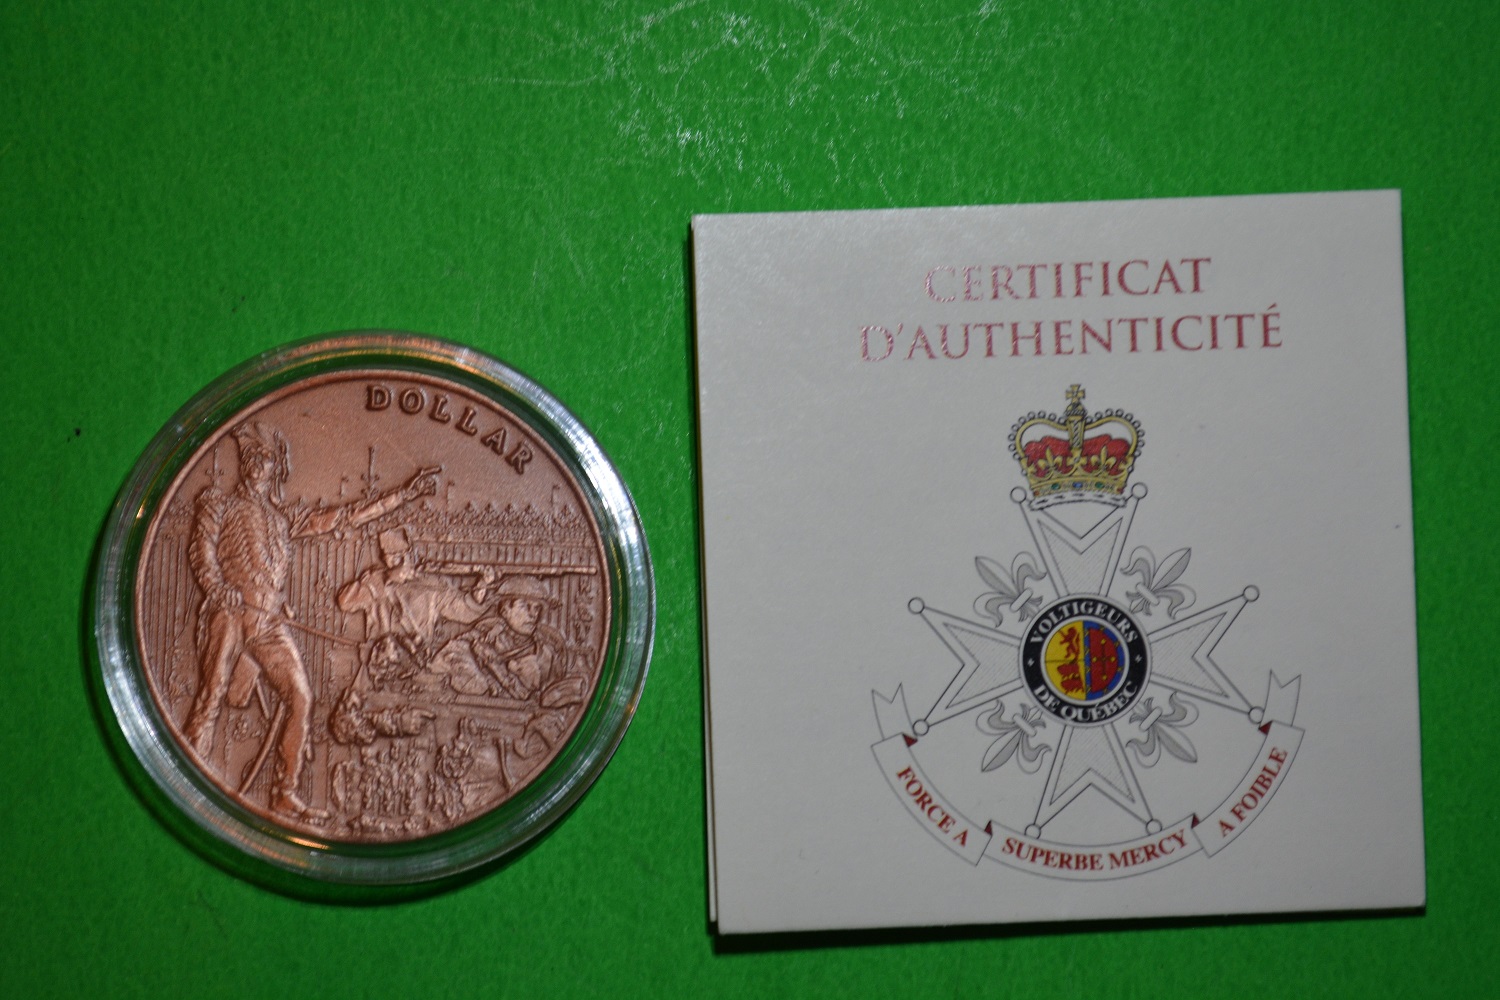 DOLLAR
CERTIFICAT
D'AUTHENTICITÉ
VOLTIGEURS
DE QUÉBEC
FORCE A SUPERBE MERCY A FOIBLE